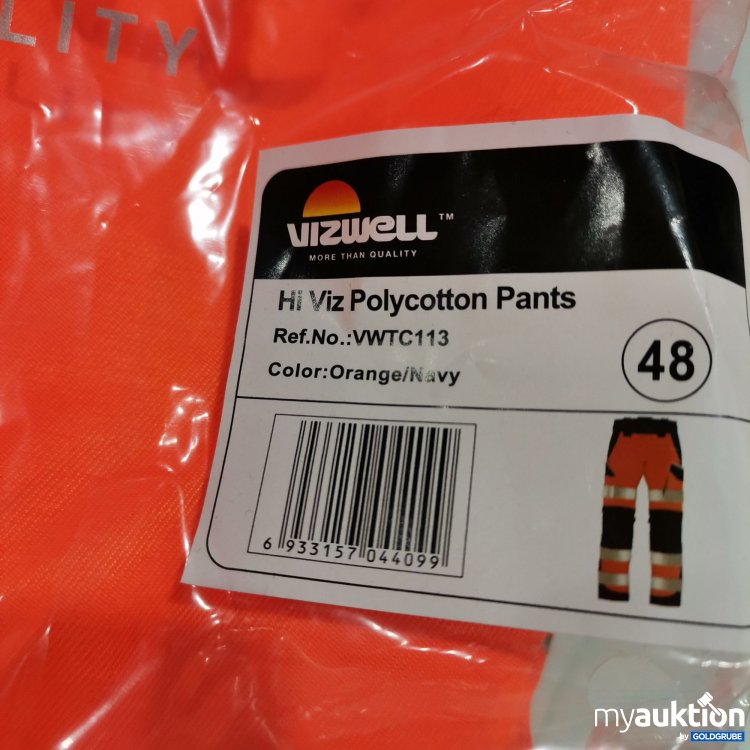 LITY
VIZWELL™
MORE THAN QUALITY
Hi Viz Polycotton Pants
Ref.No.:VWTC113
Color:Orange/Navy
48
6 933157 044099
myauktion
by GOLDGRUBE